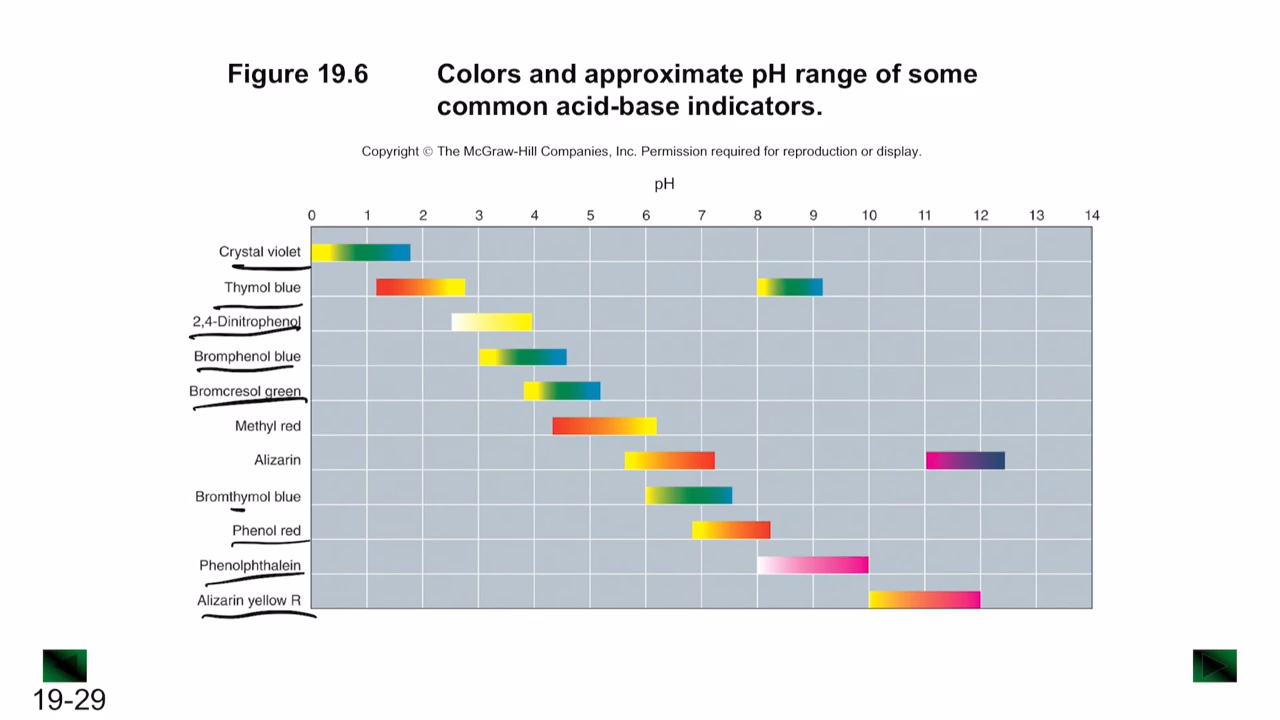 Figure 19.6 Colors and approximate pH range of some
common acid-base indicators.
Copyright © The McGraw-Hill Companies, Inc. Permission required for reproduction or display.
pH
0 1 2 3 4 5 6 7 8 9 10 11 12 13 14
Crystal violet
Thymol blue
2,4-Dinitrophenol
Bromphenol blue
Bromcresol green
Methyl red
Alizarin
Bromthymol blue
Phenol red
Phenolphthalein
Alizarin yellow R
19-29